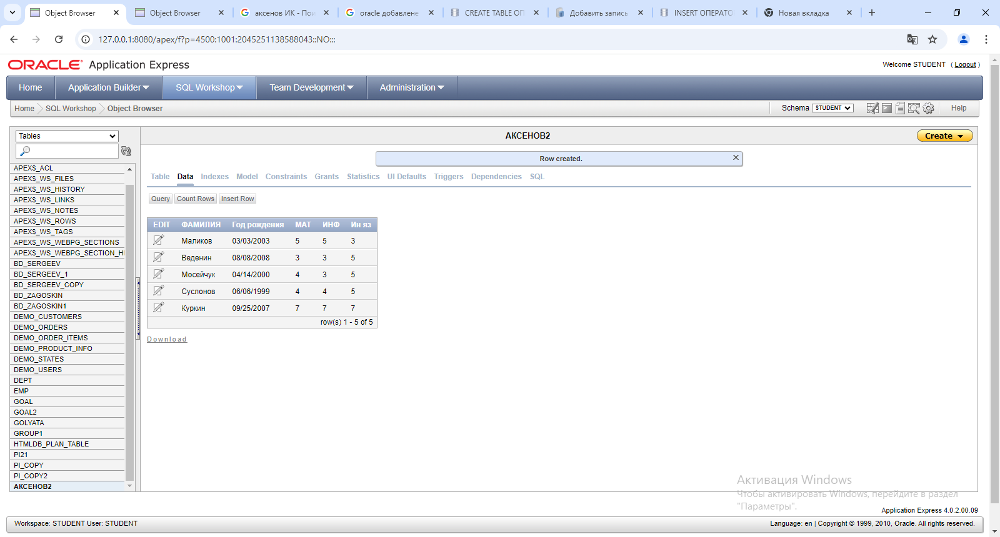 Object Browser
Object Browser
аксенов ИК - Пои
oracle добавлене
CREATE TABLE ОП
Добавить запись
INSERT ОПЕРАТО
Новая вкладка
127.0.0.1:8080/apex/f?p=4500:1001:2045251138588043::NO:::
ORACLE Application Express
Welcome STUDENT ( Logout )
Home
Application Builder
SQL Workshop
Team Development
Administration
Home
SQL Workshop
Object Browser
Schema STUDENT
Help
Tables
АКСЕНОВ2
Create
Row created.
Table Data Indexes Model Constraints Grants Statistics UI Defaults Triggers Dependencies SQL
Query Count Rows Insert Row
EDIT ФАМИЛИЯ Год рождения МАТ ИНФ Ин яз
Маликов 03/03/2003 5 5 3
Веденин 08/08/2008 3 3 5
Мосейчук 04/14/2000 4 3 5
Суслонов 06/06/1999 4 4 5
Куркин 09/25/2007 7 7 7
row(s) 1 - 5 of 5
Download
APEX$_ACL
APEX$_WS_FILES
APEX$_WS_HISTORY
APEX$_WS_LINKS
APEX$_WS_NOTES
APEX$_WS_ROWS
APEX$_WS_TAGS
APEX$_WS_WEBPG_SECTIONS
APEX$_WS_WEBPG_SECTION_HI
BD_SERGEEV
BD_SERGEEV_1
BD_SERGEEV_COPY
BD_ZAGOSKIN
BD_ZAGOSKIN1
DEMO_CUSTOMERS
DEMO_ORDERS
DEMO_ORDER_ITEMS
DEMO_PRODUCT_INFO
DEMO_STATES
DEMO_USERS
DEPT
EMP
GOAL
GOAL2
GOLYATA
GROUP1
HTMLDB_PLAN_TABLE
PI21
PI_COPY
PI_COPY2
АКСЕНОВ2
Активация Windows
Чтобы активировать Windows, перейдите в раздел
"Параметры".
Application Express 4.0.2.00.09
Workspace: STUDENT User: STUDENT
Language: en | Copyright © 1999, 2010, Oracle. All rights reserved.